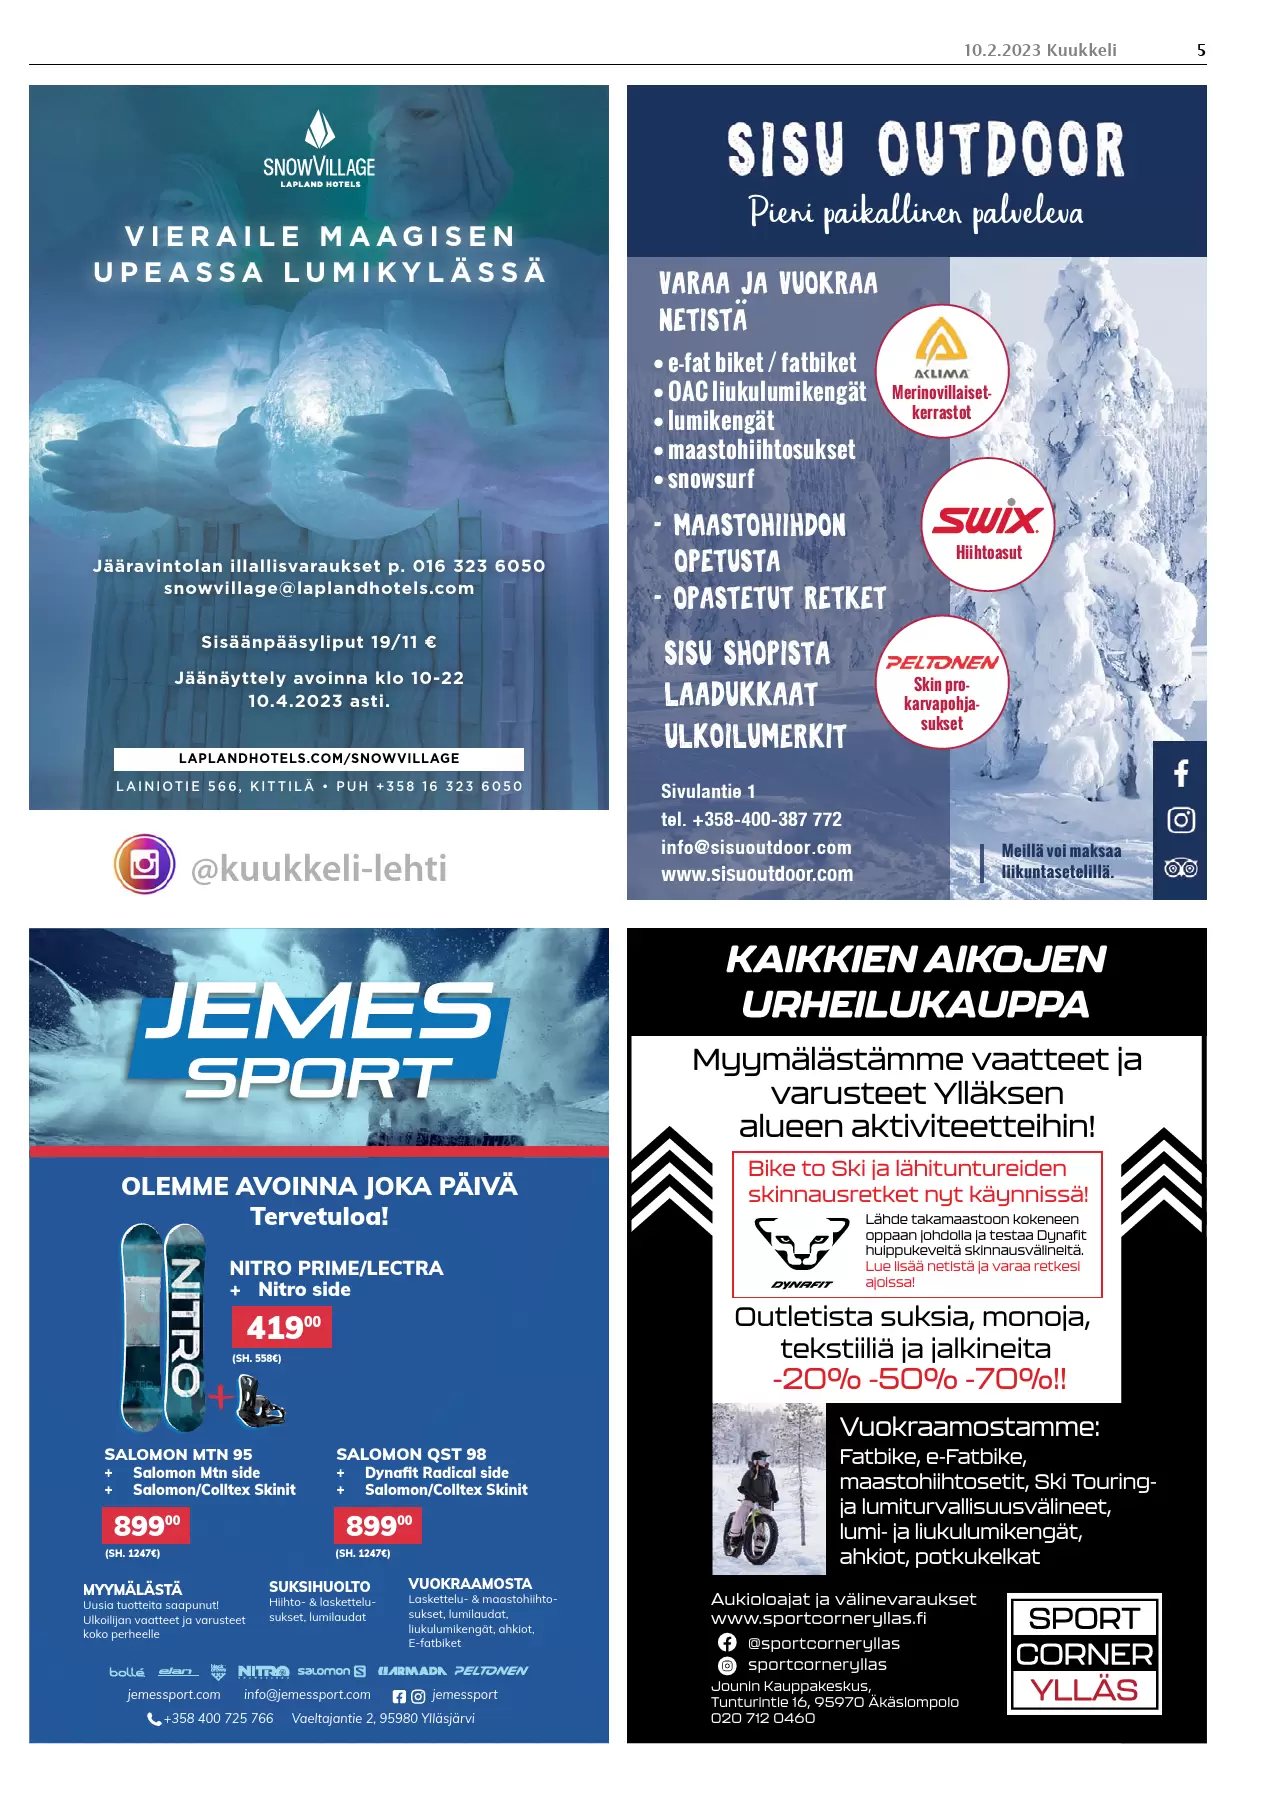 10.2.2023 Kuukkeli 5
SNOWVILLAGE
LAPLAND HOTELS
VIERAILE MAAGISEN
UPEASSA LUMIKYLÄSSÄ
Jääravintolan illallisvaraukset p. 016 323 6050
snowvillage@laplandhotels.com
Sisäänpääsyliput 19/11 €
Jäänäyttely avoinna klo 10-22
10.4.2023 asti.
LAPLANDHOTELS.COM/SNOWVILLAGE
LAINIOTIE 566, KITTILÄ • PUH +358 16 323 6050
@kuukkeli-lehti
SISU OUTDOOR
Pieni paikallinen palveleva
VARAA JA VUOKRAA
NETISTÄ
• e-fat biket / fatbiket
• OAC liukulumikengät
• lumikengät
• maastohiihtosukset
• snowsurf
- MAASTOHIIHDON
OPETUSTA
- OPASTETUT RETKET
SISU SHOPISTA
LAADUKKAAT
ULKOILUMERKIT
ACLIMA
Merinovillaiset-
kerrastot
SWIX
Hiihtoasut
PELTONEN
Skin pro-
karvapohja-
sukset
Sivulantie 1
tel. +358-400-387 772
info@sisuoutdoor.com
www.sisuoutdoor.com
Meillä voi maksaa
liikuntasetelillä.
JEMES
SPORT
OLEMME AVOINNA JOKA PÄIVÄ
Tervetuloa!
NITRO
NITRO PRIME/LECTRA
+ Nitro side
41900
(SH. 558€)
+
SALOMON MTN 95
+ Salomon Mtn side
+ Salomon/Colltex Skinit
89900
(SH. 1247€)
SALOMON QST 98
+ Dynafit Radical side
+ Salomon/Colltex Skinit
89900
(SH. 1247€)
MYYMÄLÄSTÄ
Uusia tuotteita saapunut!
Ulkoilijan vaatteet ja varusteet
koko perheelle
SUKSIHUOLTO
Hiihto- & laskettelu-
sukset, lumilaudat
VUOKRAAMOSTA
Laskettelu- & maastohiihto-
sukset, lumilaudat,
liukulumikengät, ahkiot,
E-fatbiket
bollé elan NITRO salomon S ARMADA PELTONEN
jemessport.com info@jemessport.com jemessport
+358 400 725 766 Vaeltajantie 2, 95980 Ylläsjärvi
KAIKKIEN AIKOJEN
URHEILUKAUPPA
Myymälästämme vaatteet ja
varusteet Ylläksen
alueen aktiviteetteihin!
Bike to Ski ja lähituntureiden
skinnausretket nyt käynnissä!
DYNAFIT
Lähde takamaastoon kokeneen
oppaan johdolla ja testaa Dynafit
huippukeveitä skinnausvälineitä.
Lue lisää netistä ja varaa retkesi
ajoissa!
Outletista suksia, monoja,
tekstiiliä ja jalkineita
-20% -50% -70%!!
Vuokraamostamme:
Fatbike, e-Fatbike,
maastohiihtosetit, Ski Touring-
ja lumiturvallisuusvälineet,
lumi- ja liukulumikengät,
ahkiot, potkukelkat
Aukioloajat ja välinevaraukset
www.sportcorneryllas.fi
@sportcorneryllas
sportcorneryllas
Jounin Kauppakeskus,
Tunturintie 16, 95970 Äkäslompolo
020 712 0460
SPORT
CORNER
YLLÄS